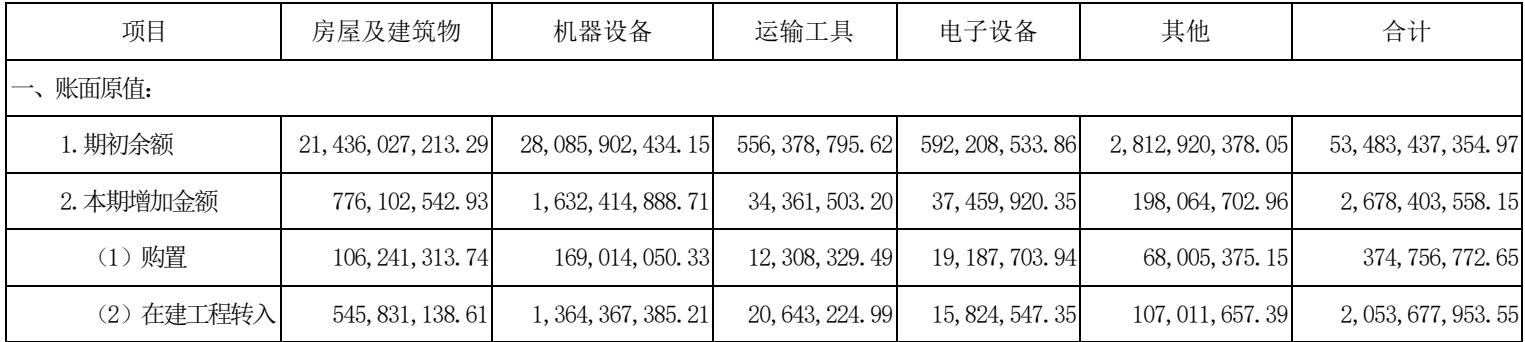 项目 房屋及建筑物 机器设备 运输工具 电子设备 其他 合计
一、账面原值:
1.期初余额 21,436,027,213.29 28,085,902,434.15 556,378,795.62 592,208,533.86 2,812,920,378.05 53,483,437,354.97
2.本期增加金额 776,102,542.93 1,632,414,888.71 34,361,503.20 37,459,920.35 198,064,702.96 2,678,403,558.15
（1）购置 106,241,313.74 169,014,050.33 12,308,329.49 19,187,703.94 68,005,375.15 374,756,772.65
（2）在建工程转入 545,831,138.61 1,364,367,385.21 20,643,224.99 15,824,547.35 107,011,657.39 2,053,677,953.55